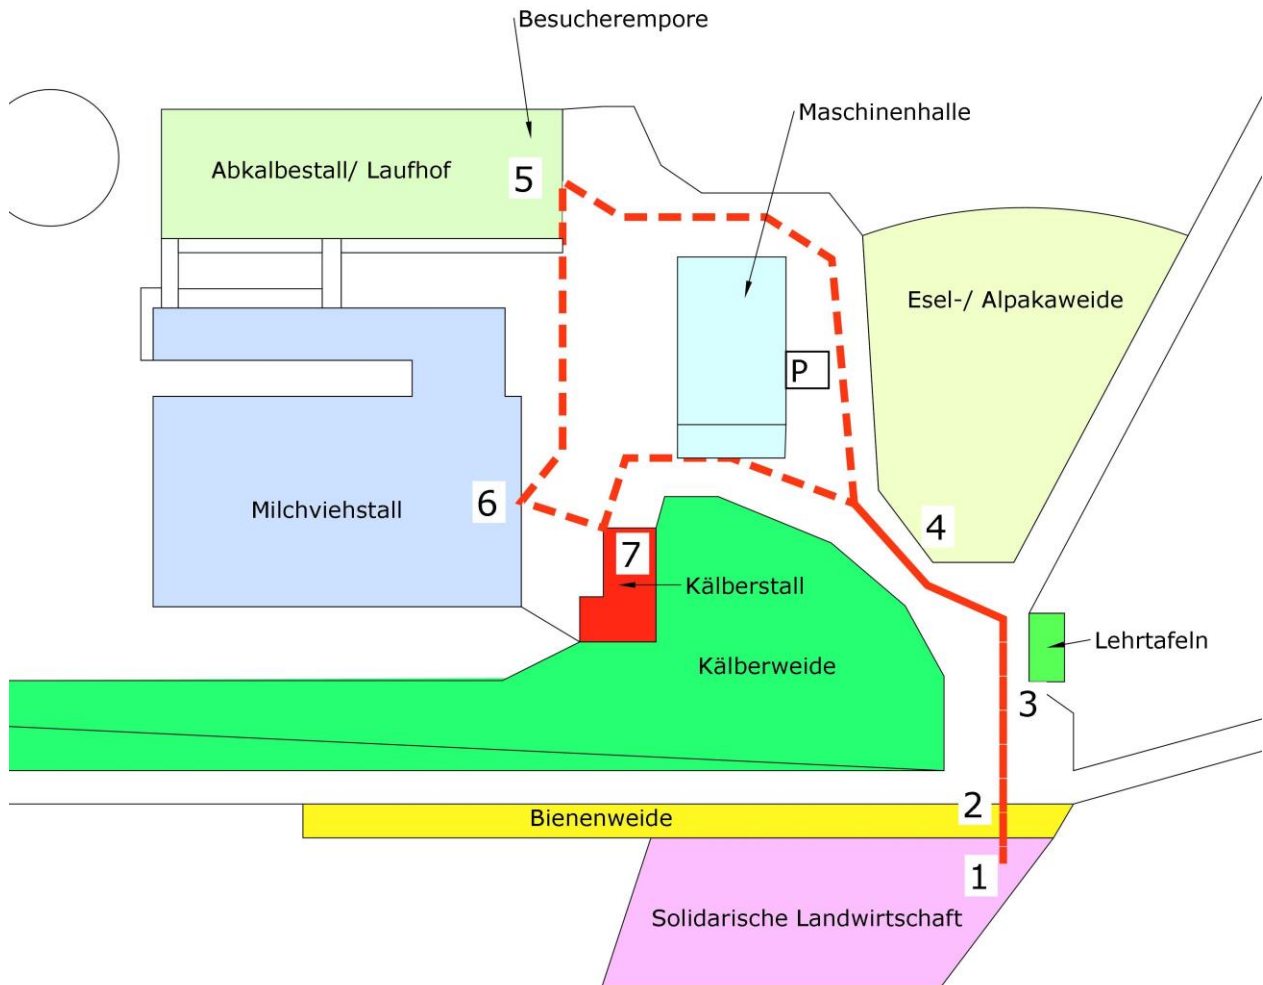 Besucherempore
Maschinenhalle
Abkalbestall/ Laufhof
5
Esel-/ Alpakaweide
P
6
Milchviehstall
4
7
Kälberstall
Lehrtafeln
Kälberweide
3
2
Bienenweide
1
Solidarische Landwirtschaft